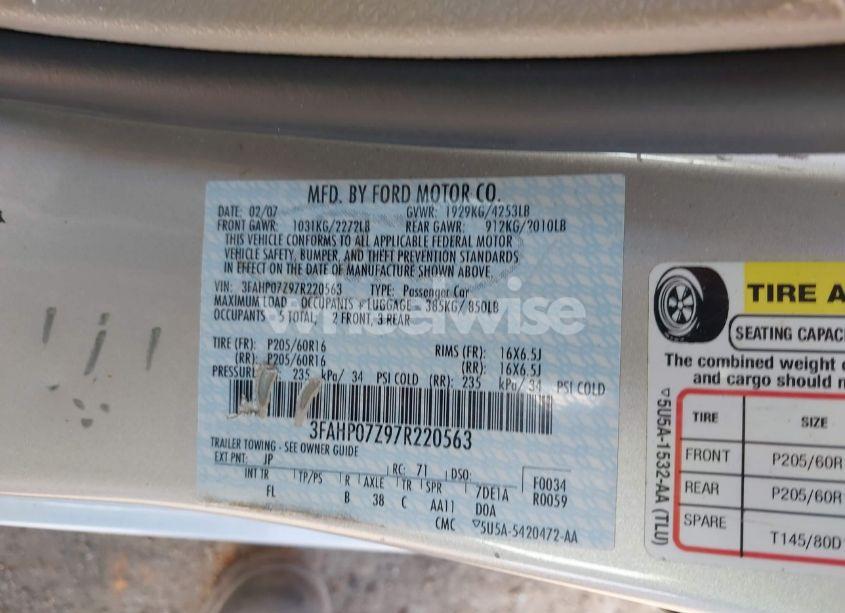 MFD. BY FORD MOTOR CO.
DATE: 02/07 GVWR: 1929KG/4253LB
FRONT GAWR: 1031KG/2272LB REAR GAWR: 912KG/2010LB
THIS VEHICLE CONFORMS TO ALL APPLICABLE FEDERAL MOTOR
VEHICLE SAFETY, BUMPER, AND THEFT PREVENTION STANDARDS
IN EFFECT ON THE DATE OF MANUFACTURE SHOWN ABOVE.
VIN: 3FAHP07Z97R220563 TYPE: Passenger Car
MAXIMUM LOAD = OCCUPANTS + LUGGAGE = 385KG/ 850LB
OCCUPANTS = 5 TOTAL, 2 FRONT, 3 REAR
wheelwise
TIRE (FR): P205/60R16 RIMS (FR): 16X6.5J
(RR): P205/60R16 (RR): 16X6.5J
PRESSURE 235 kPa/ 34 PSI COLD (RR): 235 kPa/ 34 PSI COLD
3FAHP07Z97R220563
TRAILER TOWING - SEE OWNER GUIDE
EXT PNT: JP RC: 71 DSO: F0034
INT TR TP/PS R AXLE TR SPR 7DE1A R0059
FL B 38 C AA11 D0A
CMC 5U5A-5420472-AA
TIRE A
SEATING CAPAC
The combined weight o
and cargo should n
TIRE SIZE
FRONT P205/60R
REAR P205/60R
SPARE T145/80D
5U5A-1532-AA (TLU)